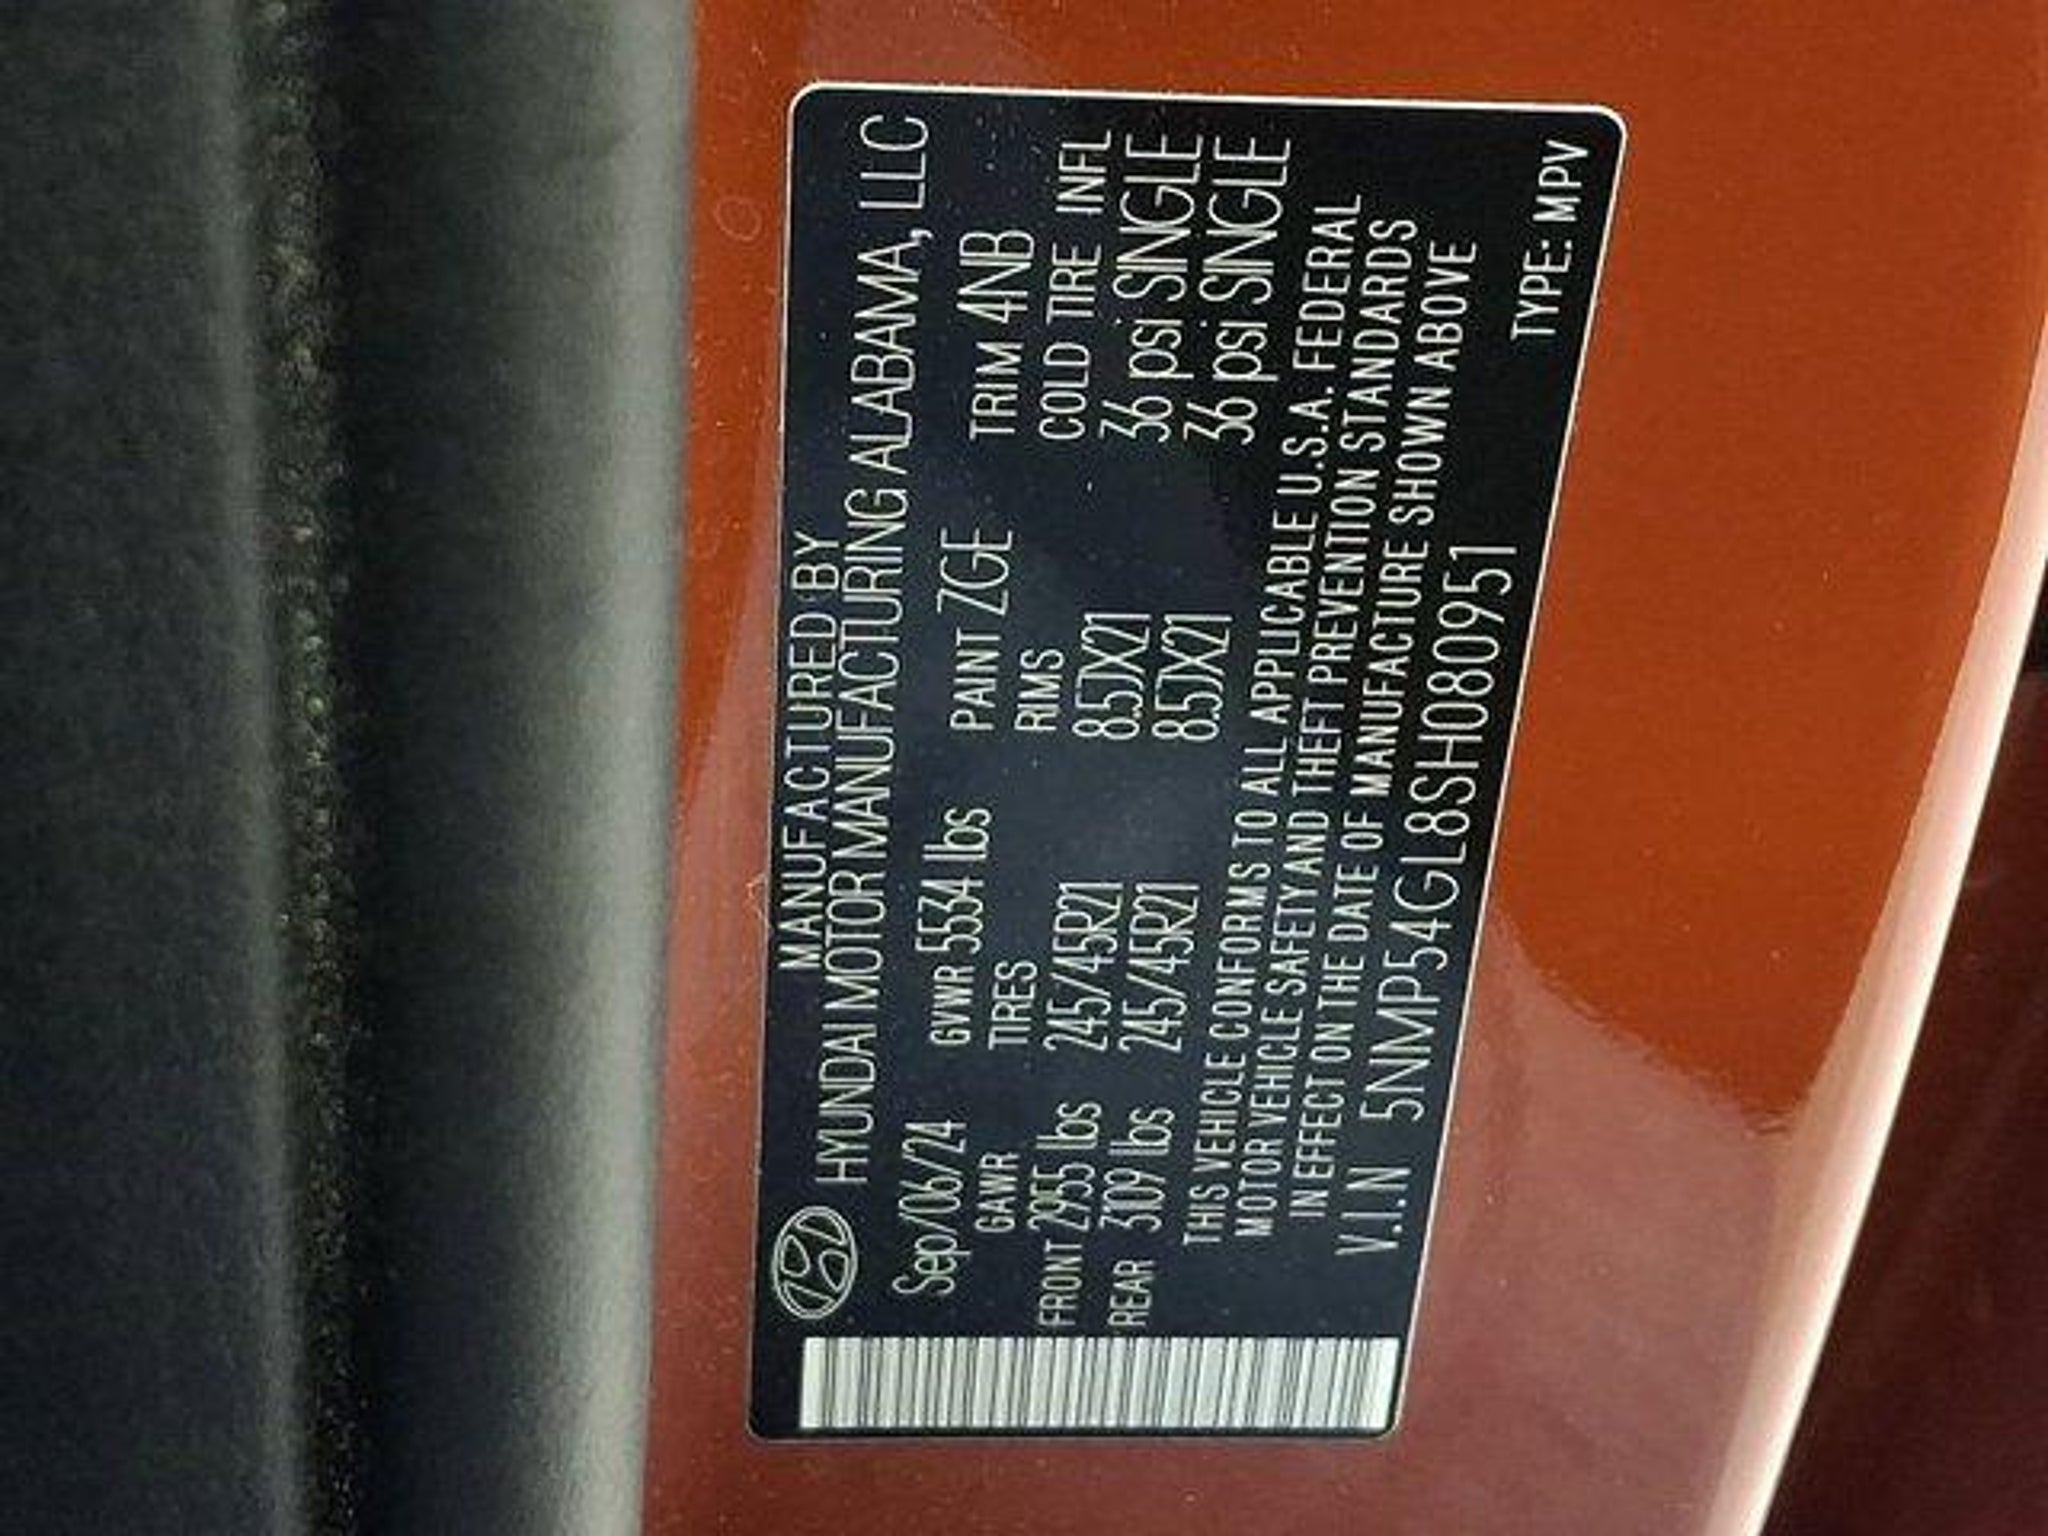 MANUFACTURED BY
HYUNDAI MOTOR MANUFACTURING ALABAMA, LLC
Sep/06/24 GVWR 5534 lbs PAINT ZGE TRIM 4NB
GAWR TIRES RIMS COLD TIRE INFL
FRONT 2955 lbs 245/45R21 8.5JX21 36 psi SINGLE
REAR 3109 lbs 245/45R21 8.5JX21 36 psi SINGLE
THIS VEHICLE CONFORMS TO ALL APPLICABLE U.S.A. FEDERAL
MOTOR VEHICLE SAFETY AND THEFT PREVENTION STANDARDS
IN EFFECT ON THE DATE OF MANUFACTURE SHOWN ABOVE
V.I.N 5NMP54GL8SH080951 TYPE: MPV